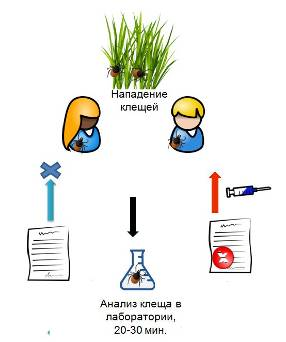 Нападение
клещей
Анализ клеща в
лаборатории,
20-30 мин.